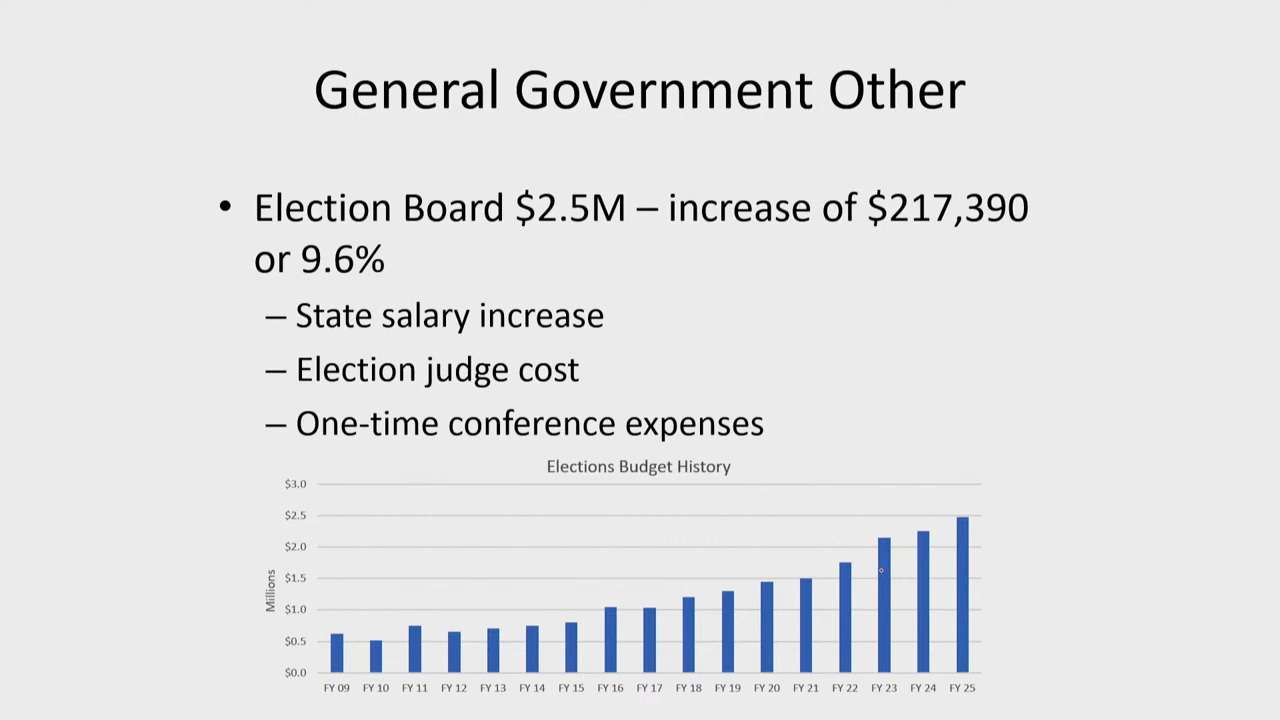 General Government Other
• Election Board $2.5M – increase of $217,390
or 9.6%
– State salary increase
– Election judge cost
– One-time conference expenses
Elections Budget History
$3.0
$2.5
$2.0
$1.5
$1.0
$0.5
$0.0
Millions
FY 09 FY 10 FY 11 FY 12 FY 13 FY 14 FY 15 FY 16 FY 17 FY 18 FY 19 FY 20 FY 21 FY 22 FY 23 FY 24 FY 25